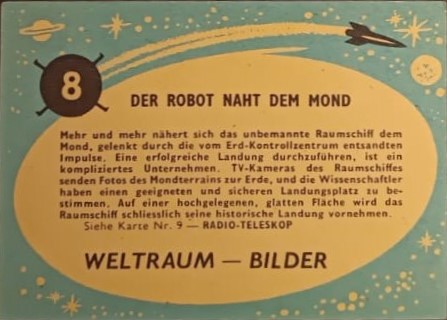 8
DER ROBOT NAHT DEM MOND
Mehr und mehr nähert sich das unbemannte Raumschiff dem
Mond, gelenkt durch die vom Erd-Kontrollzentrum entsandten
Impulse. Eine erfolgreiche Landung durchzuführen, ist ein
kompliziertes Unternehmen. TV-Kameras des Raumschiffes
senden Fotos des Mondterrains zur Erde, und die Wissenschaftler
haben einen geeigneten und sicheren Landungsplatz zu be-
stimmen. Auf einer hochgelegenen, glatten Fläche wird das
Raumschiff schliesslich seine historische Landung vornehmen.
Siehe Karte Nr. 9 — RADIO-TELESKOP
WELTRAUM — BILDER